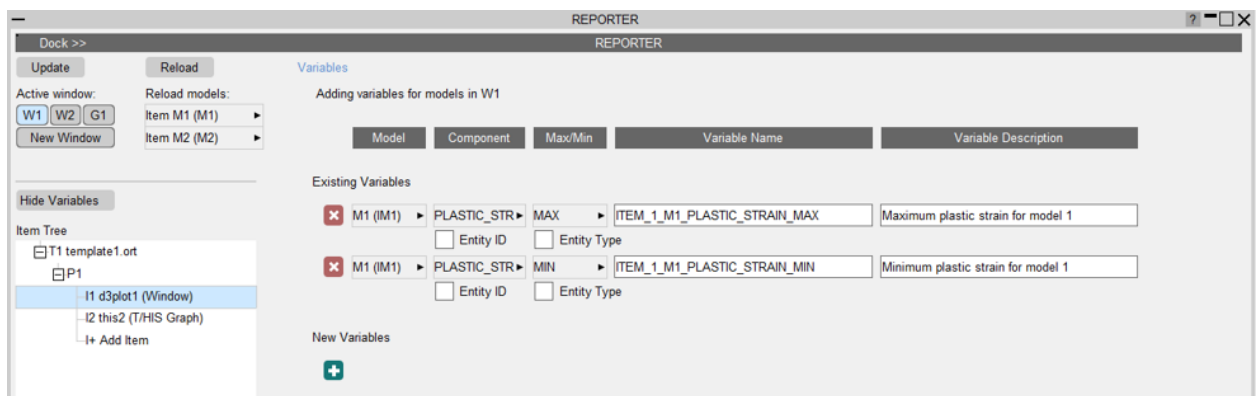 REPORTER
?
Dock >> REPORTER
Update Reload Variables
Active window: Reload models: Adding variables for models in W1
W1 W2 G1 Item M1 (M1)
New Window Item M2 (M2)
Model Component Max/Min Variable Name Variable Description
Existing Variables
Hide Variables
M1 (IM1) PLASTIC_STR MAX ITEM_1_M1_PLASTIC_STRAIN_MAX Maximum plastic strain for model 1
Item Tree
Entity ID Entity Type
T1 template1.ort
M1 (IM1) PLASTIC_STR MIN ITEM_1_M1_PLASTIC_STRAIN_MIN Minimum plastic strain for model 1
P1
Entity ID Entity Type
I1 d3plot1 (Window)
I2 this2 (T/HIS Graph)
I+ Add Item
New Variables